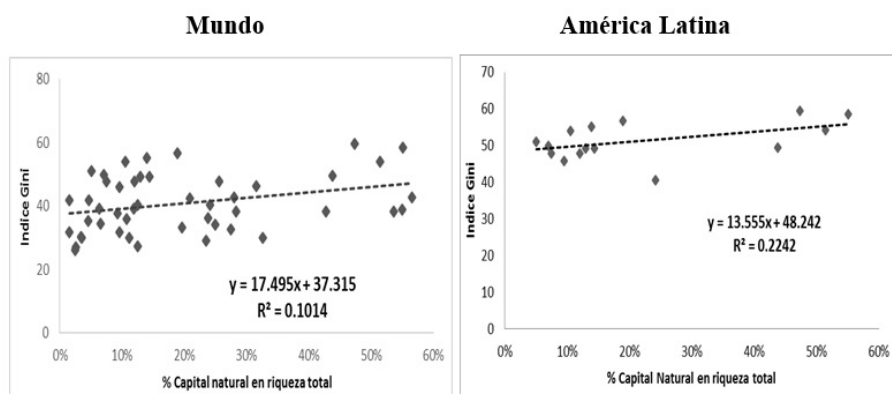 Mundo
América Latina
Indice Gini
80
60
40
20
0
y = 17.495x + 37.315
R² = 0.1014
0% 10% 20% 30% 40% 50% 60%
% Capital natural en riqueza total
Indice Gini
70
60
50
40
30
20
10
0
y = 13.555x + 48.242
R² = 0.2242
0% 10% 20% 30% 40% 50% 60%
% Capital Natural en riqueza total